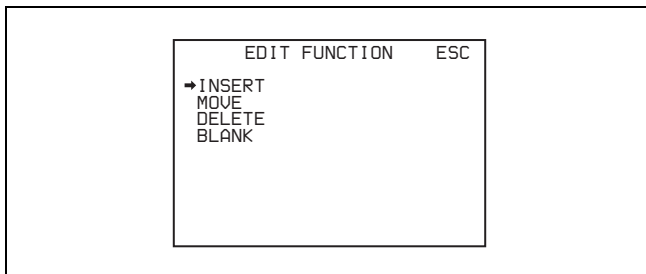 EDIT FUNCTION ESC
➡INSERT
MOVE
DELETE
BLANK